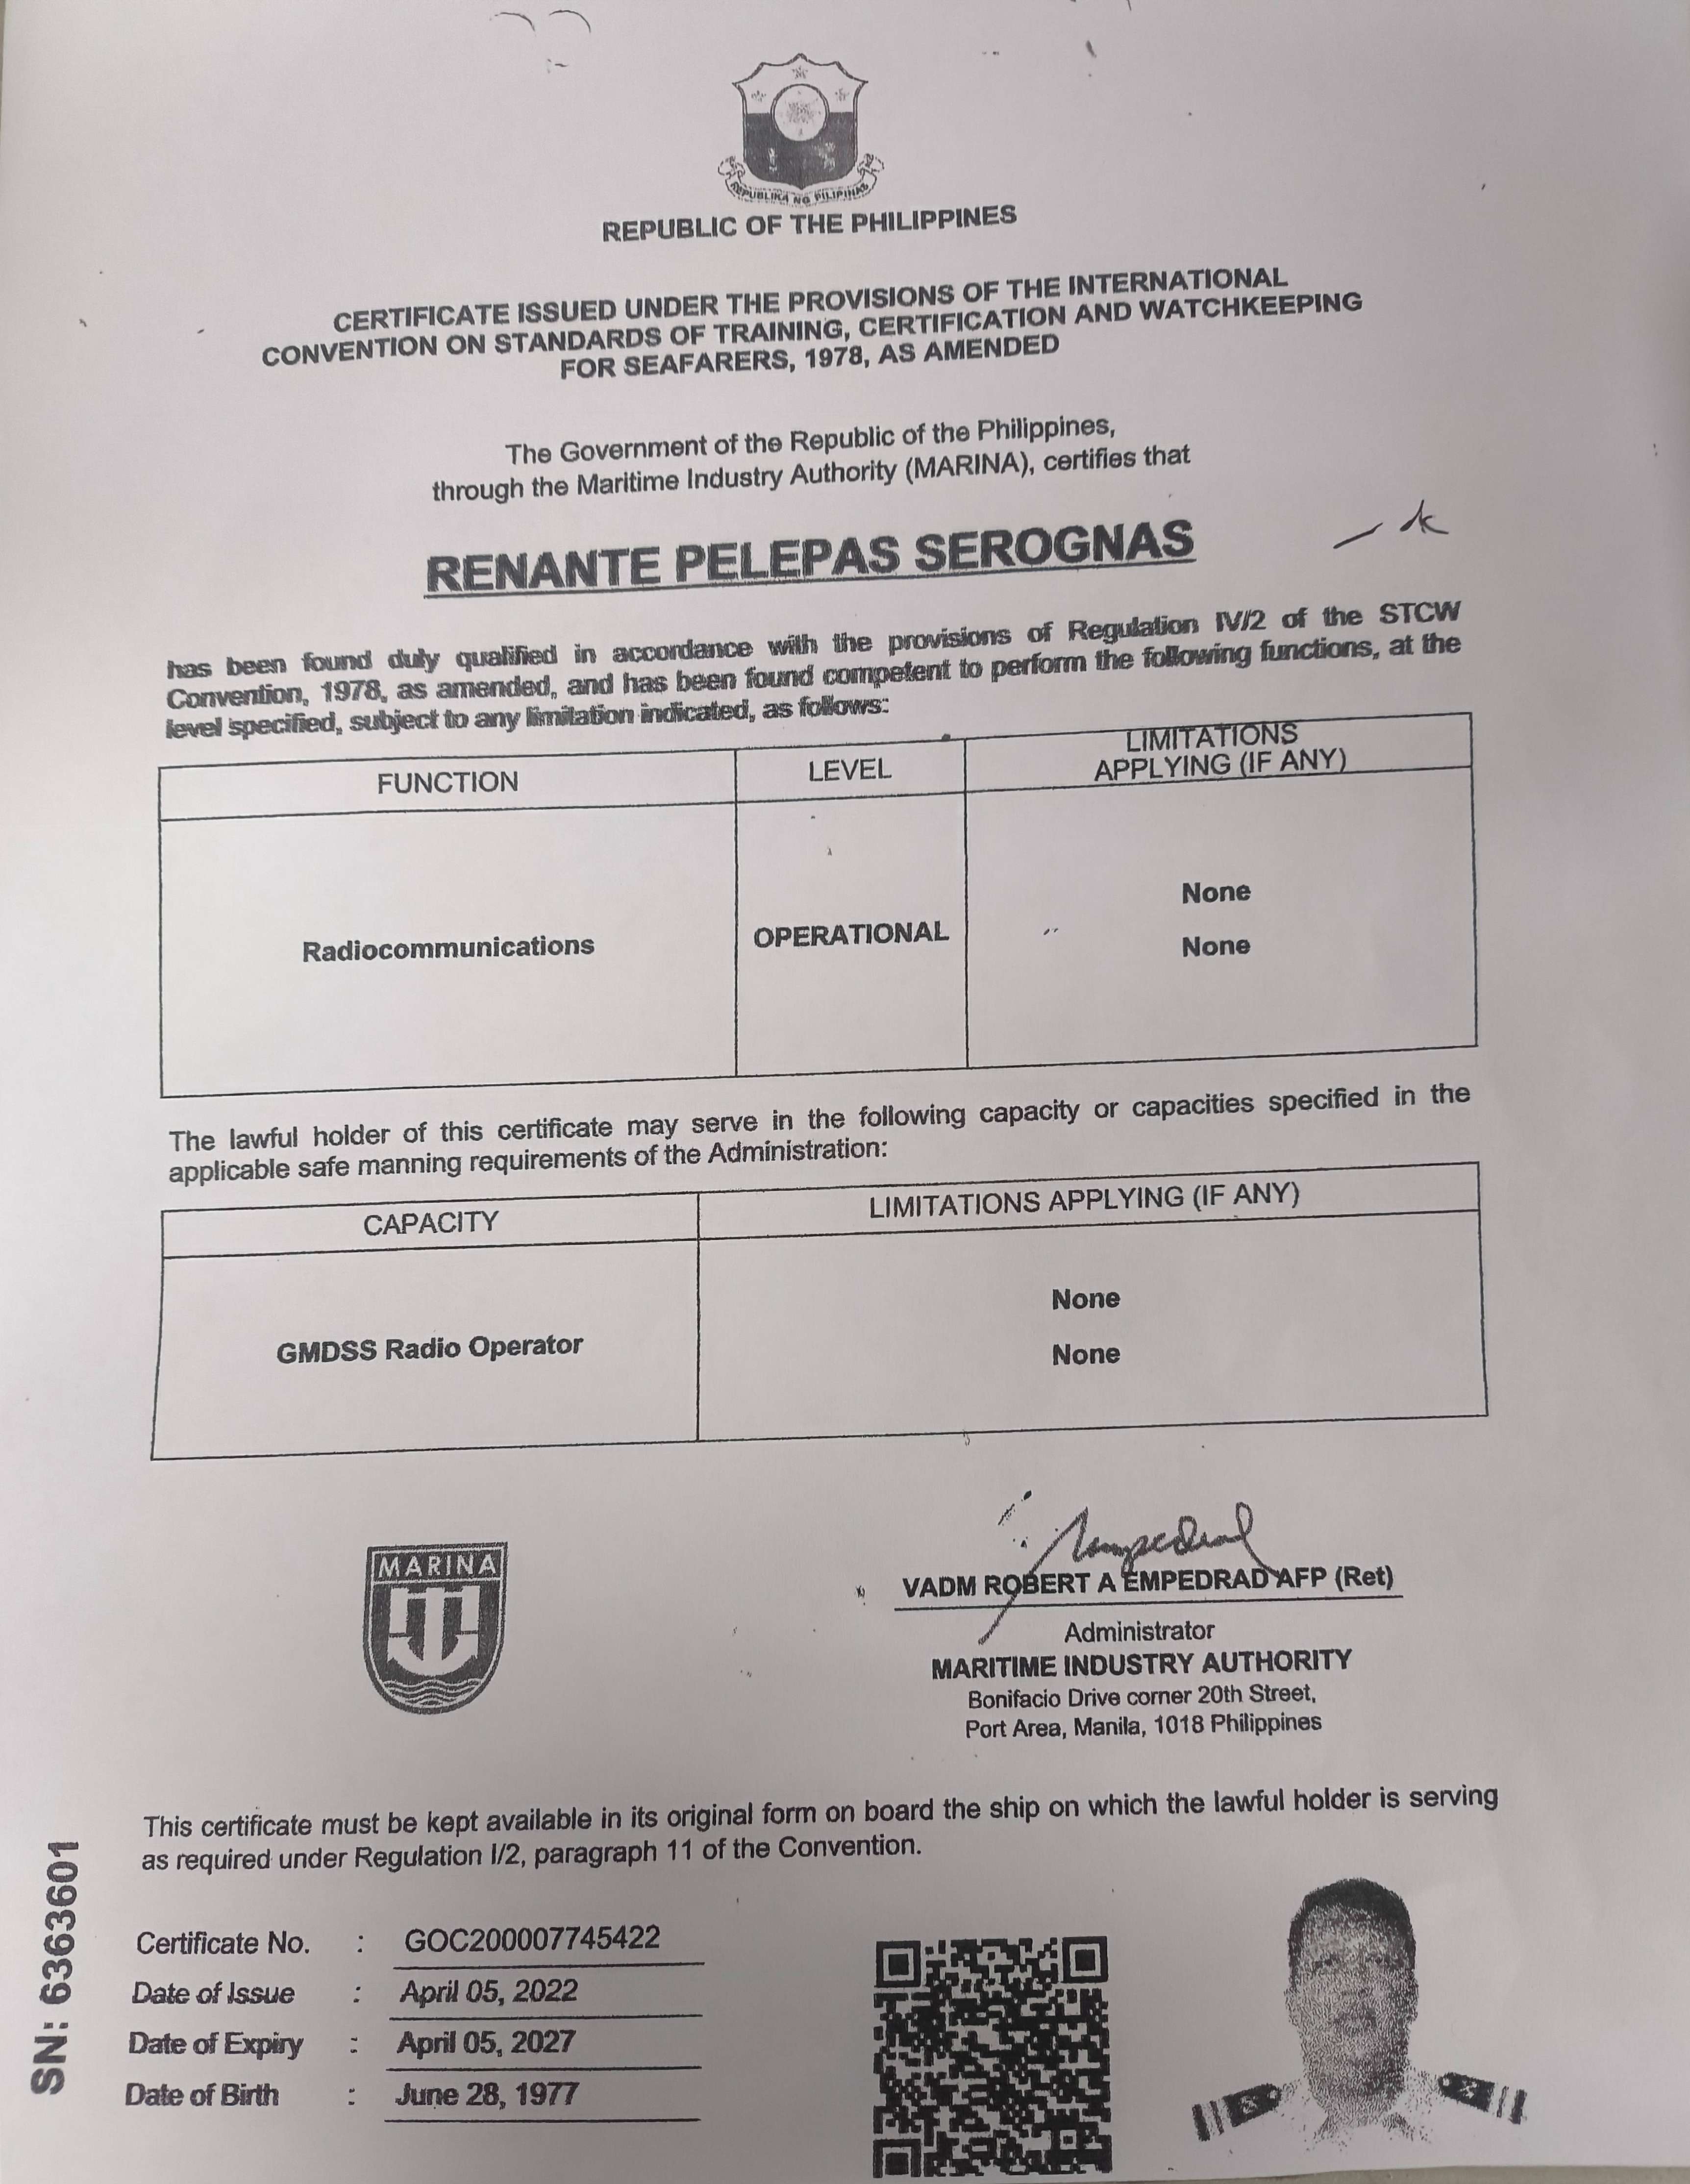 REPUBLIKA NG PILIPINAS
REPUBLIC OF THE PHILIPPINES
CERTIFICATE ISSUED UNDER THE PROVISIONS OF THE INTERNATIONAL
CONVENTION ON STANDARDS OF TRAINING, CERTIFICATION AND WATCHKEEPING
FOR SEAFARERS, 1978, AS AMENDED
The Government of the Republic of the Philippines,
through the Maritime Industry Authority (MARINA), certifies that
RENANTE PELEPAS SEROGNAS
has been found duly qualified in accordance with the provisions of Regulation IV/2 of the STCW
Convention, 1978, as amended, and has been found competent to perform the following functions, at the
level specified, subject to any limitation indicated, as follows:
FUNCTION LEVEL LIMITATIONS
APPLYING (IF ANY)
None
Radiocommunications OPERATIONAL None
The lawful holder of this certificate may serve in the following capacity or capacities specified in the
applicable safe manning requirements of the Administration:
CAPACITY LIMITATIONS APPLYING (IF ANY)
None
GMDSS Radio Operator None
MARINA
VADM ROBERT A EMPEDRAD AFP (Ret)
Administrator
MARITIME INDUSTRY AUTHORITY
Bonifacio Drive corner 20th Street,
Port Area, Manila, 1018 Philippines
This certificate must be kept available in its original form on board the ship on which the lawful holder is serving
as required under Regulation I/2, paragraph 11 of the Convention.
SN: 6363601
Certificate No. : GOC200007745422
Date of Issue : April 05, 2022
Date of Expiry : April 05, 2027
Date of Birth : June 28, 1977